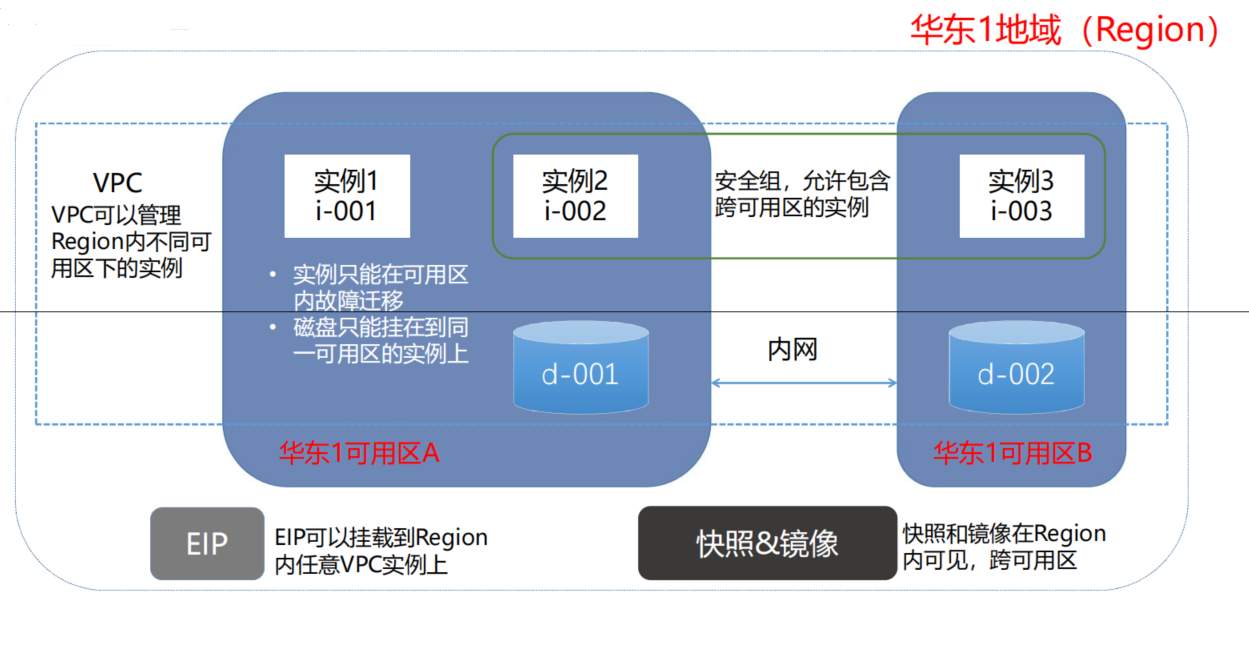 华东1地域（Region）
VPC
VPC可以管理
Region内不同可
用区下的实例
实例1
i-001
实例2
i-002
安全组，允许包含
跨可用区的实例
实例3
i-003
• 实例只能在可用区
内故障迁移
• 磁盘只能挂在到同
一可用区的实例上
d-001
内网
d-002
华东1可用区A
华东1可用区B
EIP
EIP可以挂载到Region
内任意VPC实例上
快照&镜像
快照和镜像在Region
内可见，跨可用区